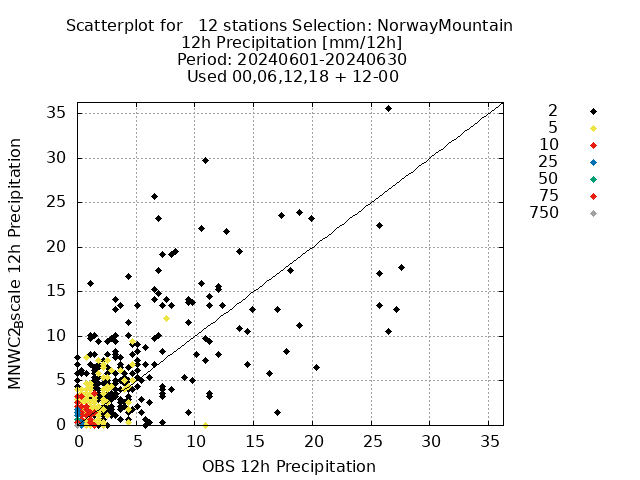 Scatterplot for 12 stations Selection: NorwayMountain
12h Precipitation [mm/12h]
Period: 20240601-20240630
Used 00,06,12,18 + 12-00
35
30
25
20
15
10
5
0
0 5 10 15 20 25 30 35
MNWC2Bscale 12h Precipitation
OBS 12h Precipitation
2
5
10
25
50
75
750